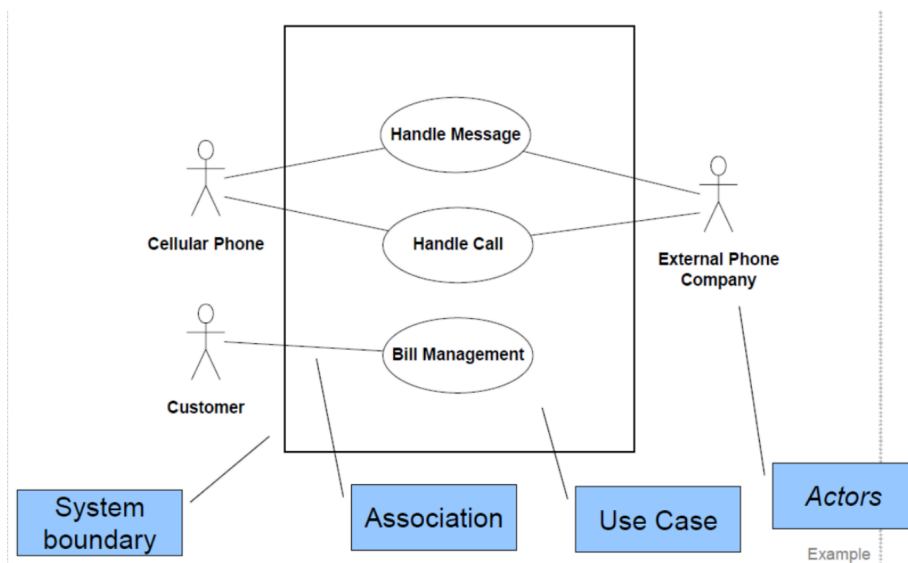 Handle Message
Cellular Phone
Handle Call
External Phone
Company
Bill Management
Customer
System
boundary
Association
Use Case
Actors
Example